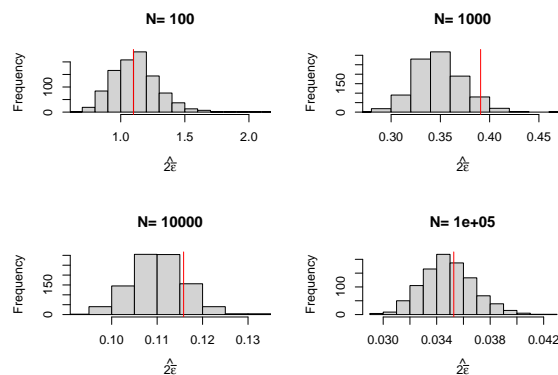 N= 100
Frequency
0
100
1.0
1.5
2.0
2ε̂
N= 1000
Frequency
0
150
0.30
0.35
0.40
0.45
2ε̂
N= 10000
Frequency
0
150
0.10
0.11
0.12
0.13
2ε̂
N= 1e+05
Frequency
0
100
0.030
0.034
0.038
0.042
2ε̂